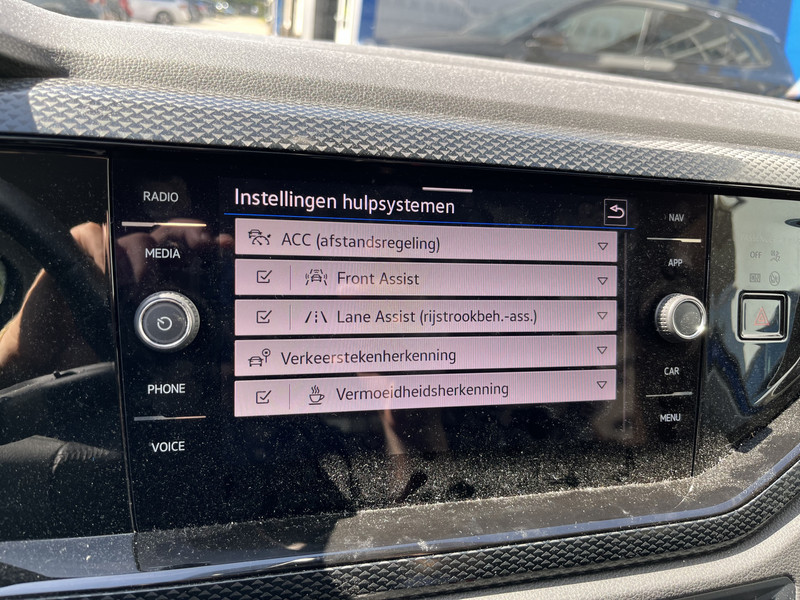 Instellingen hulpsystemen
ACC (afstandsregeling)
Front Assist
Lane Assist (rijstrookbeh.-ass.)
Verkeerstekenherkenning
Vermoeidheidsherkenning
RADIO
MEDIA
PHONE
VOICE
NAV
APP
CAR
MENU
OFF